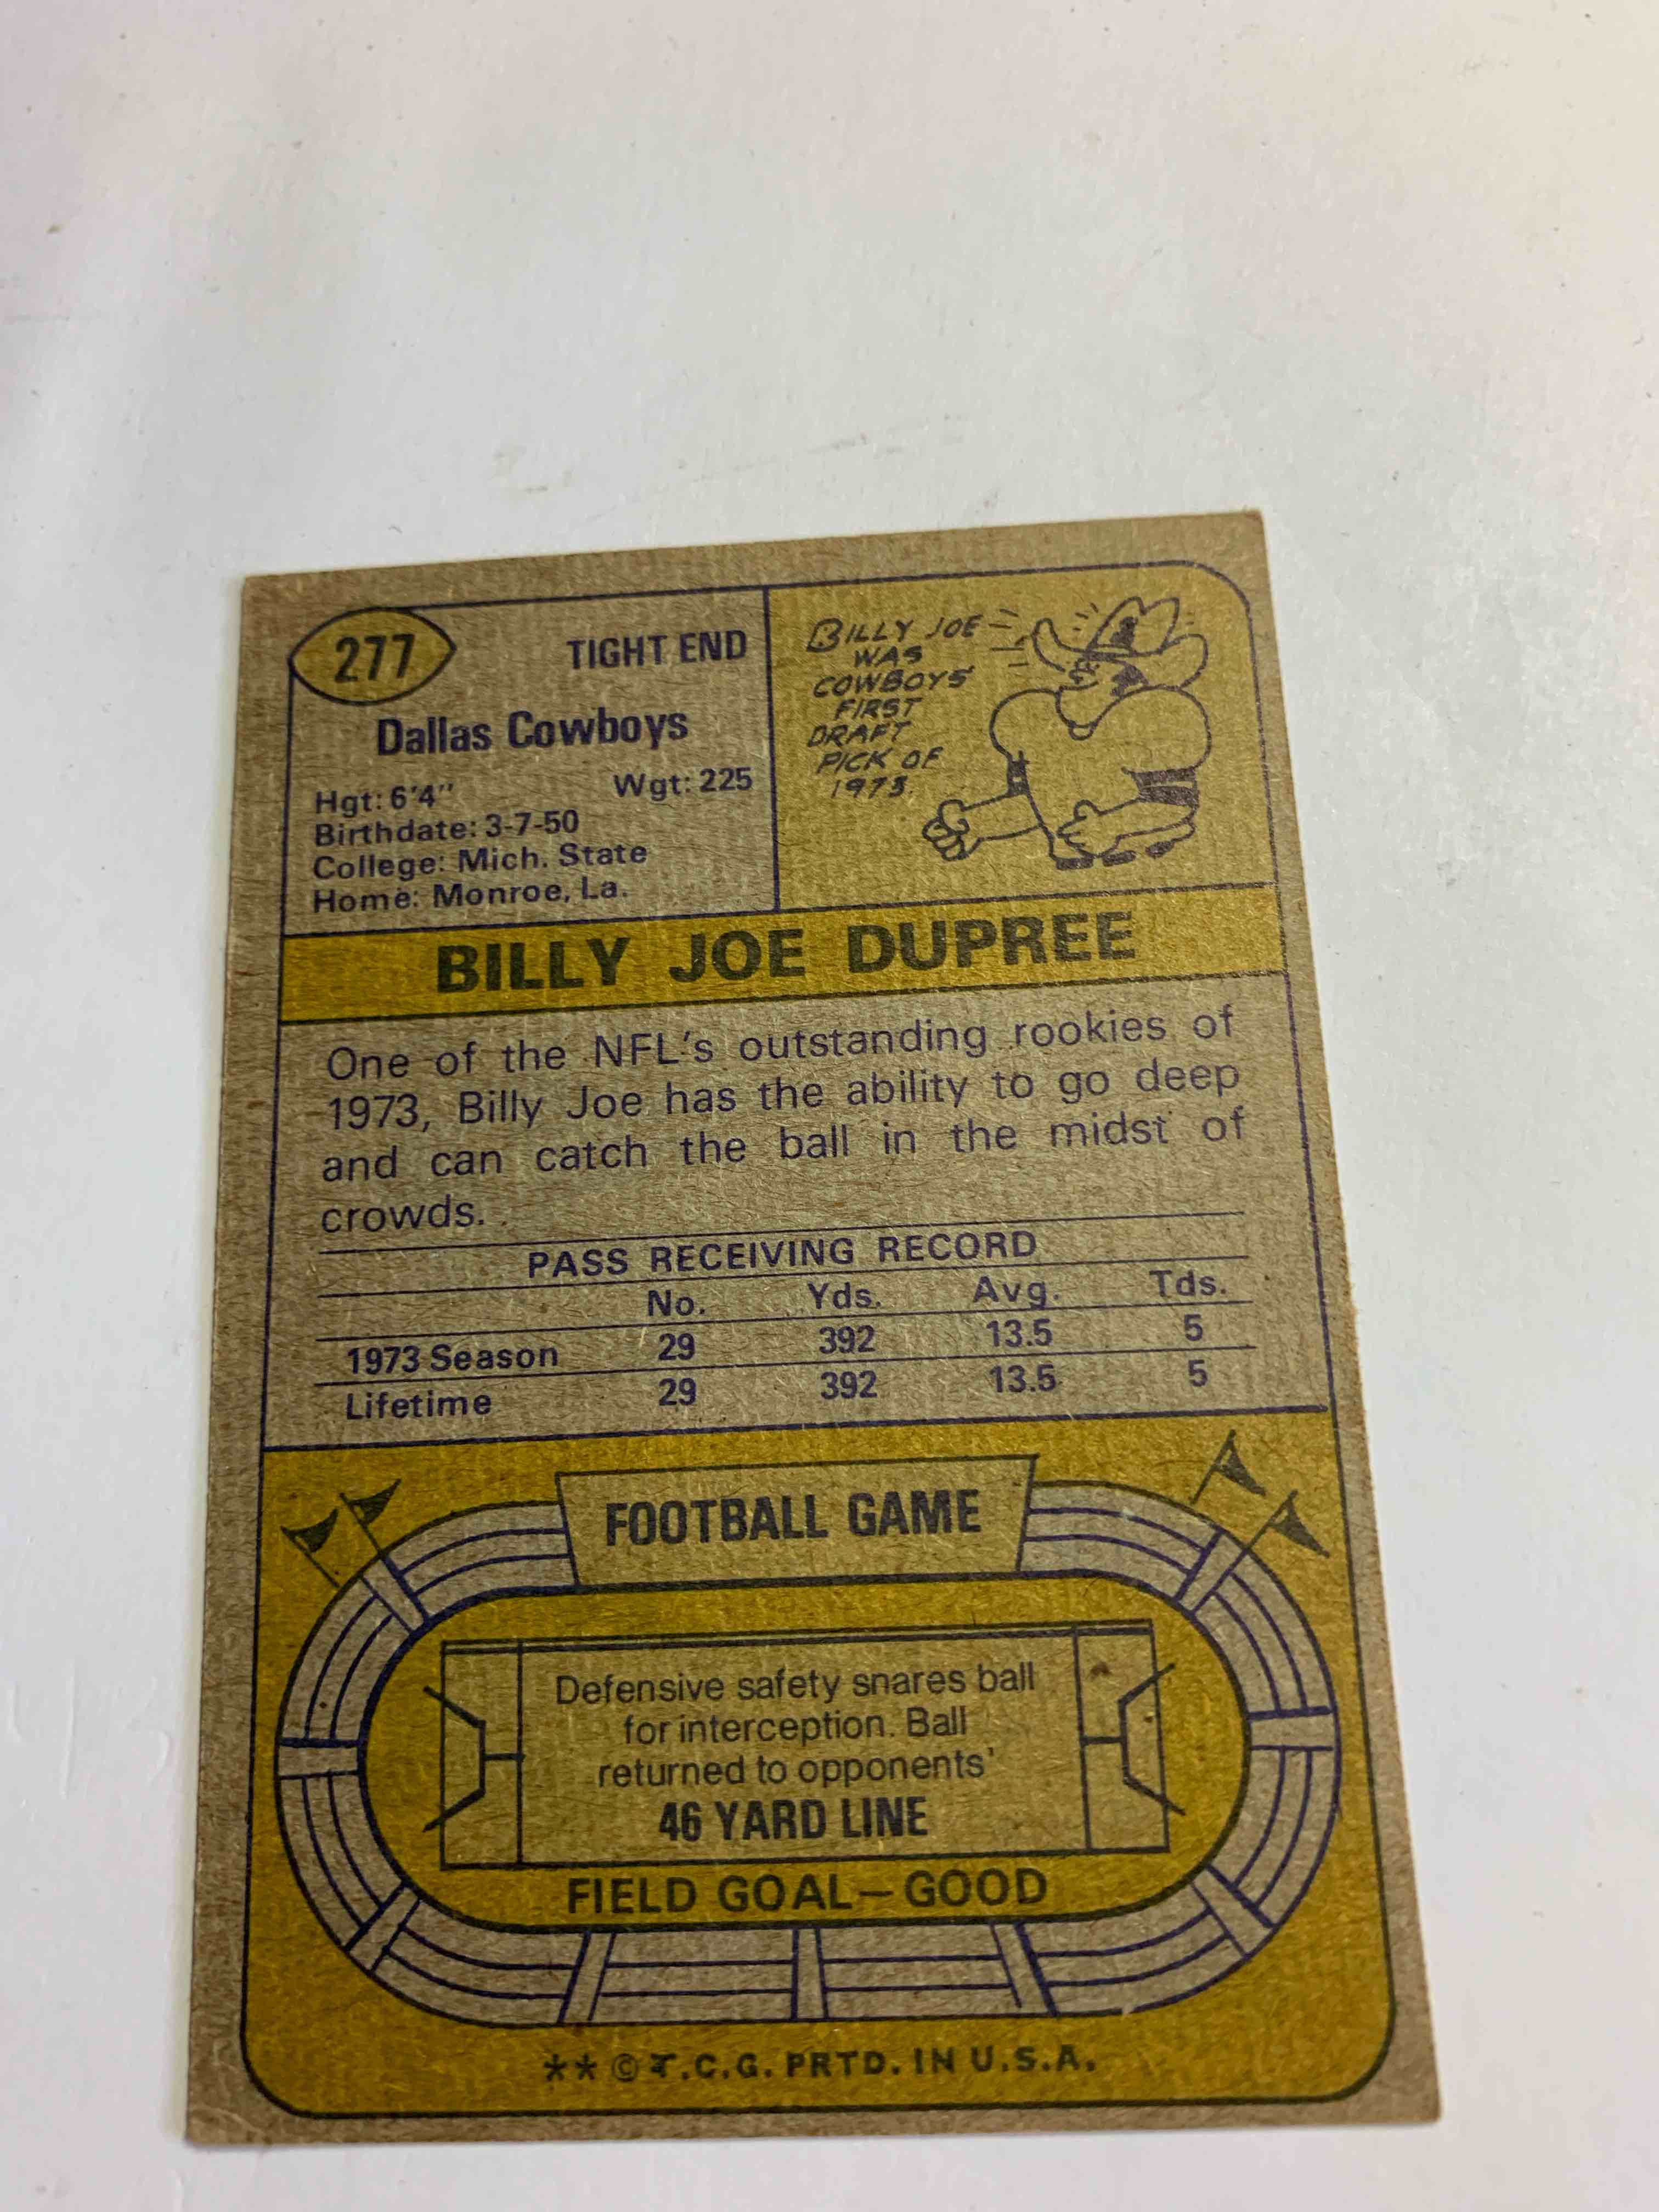 277
TIGHT END
Dallas Cowboys
Hgt: 6'4" Wgt: 225
Birthdate: 3-7-50
College: Mich. State
Home: Monroe, La.
BILLY JOE
WAS
COWBOYS'
FIRST
DRAFT
PICK OF
1973.
BILLY JOE DUPREE
One of the NFL's outstanding rookies of
1973, Billy Joe has the ability to go deep
and can catch the ball in the midst of
crowds.
PASS RECEIVING RECORD
No. Yds. Avg. Tds.
1973 Season 29 392 13.5 5
Lifetime 29 392 13.5 5
FOOTBALL GAME
Defensive safety snares ball
for interception. Ball
returned to opponents'
46 YARD LINE
FIELD GOAL—GOOD
** © T.C.G. PRTD. IN U.S.A.